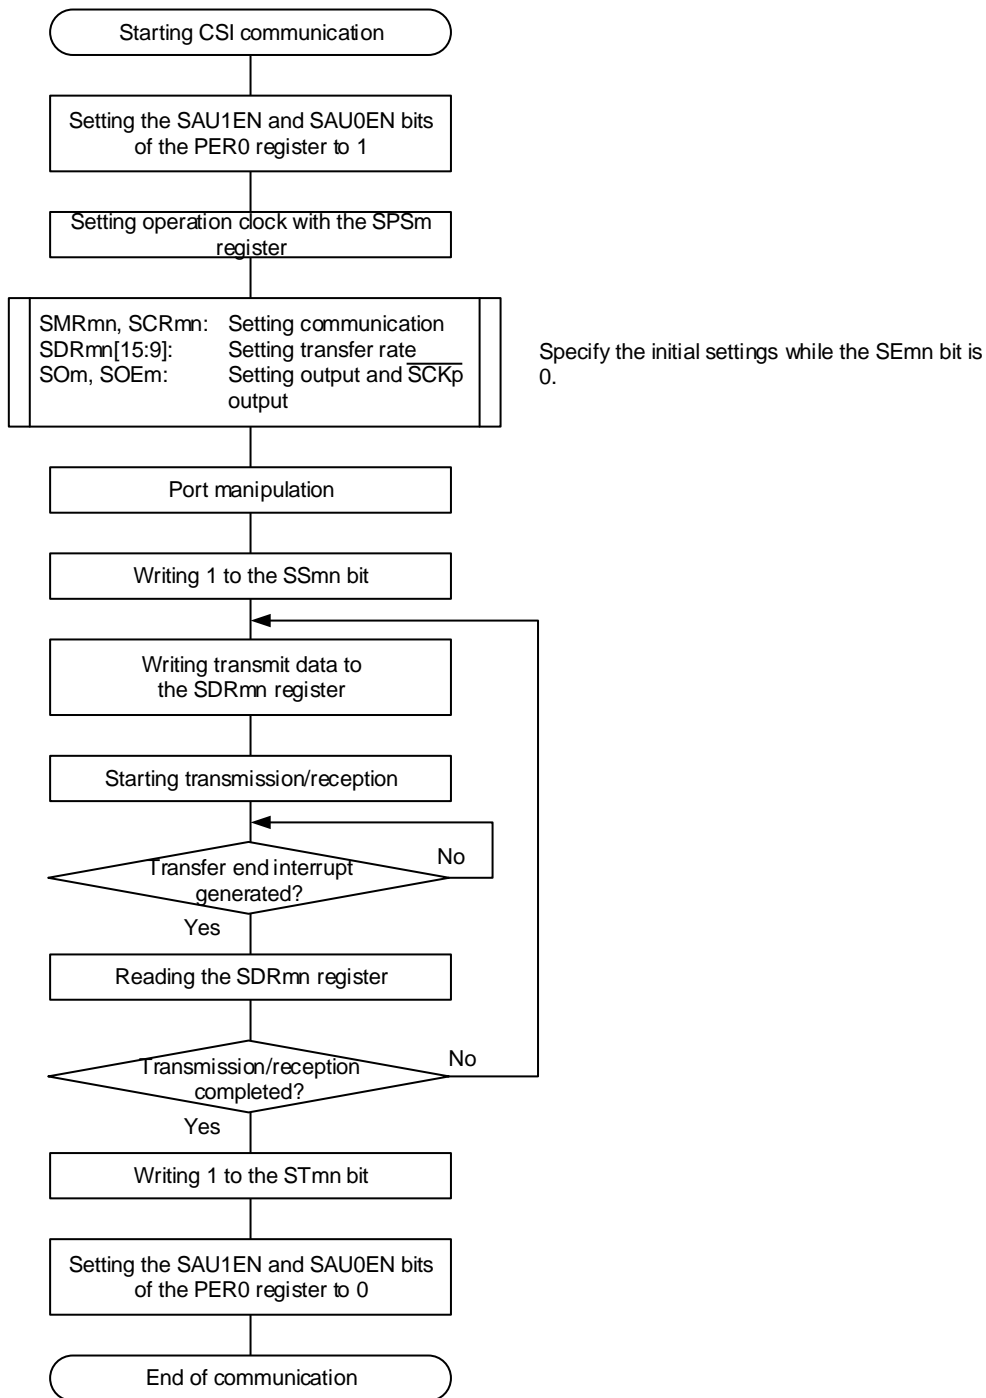 Starting CSI communication
Setting the SAU1EN and SAU0EN bits
of the PER0 register to 1
Setting operation clock with the SPSm
register
SMRmn, SCRmn: Setting communication
SDRmn[15:9]: Setting transfer rate
SOm, SOEm: Setting output and S̅C̅K̅p̅
output
Specify the initial settings while the SEmn bit is
0.
Port manipulation
Writing 1 to the SSmn bit
Writing transmit data to
the SDRmn register
Starting transmission/reception
Transfer end interrupt
generated?
No
Yes
Reading the SDRmn register
Transmission/reception
completed?
No
Yes
Writing 1 to the STmn bit
Setting the SAU1EN and SAU0EN bits
of the PER0 register to 0
End of communication